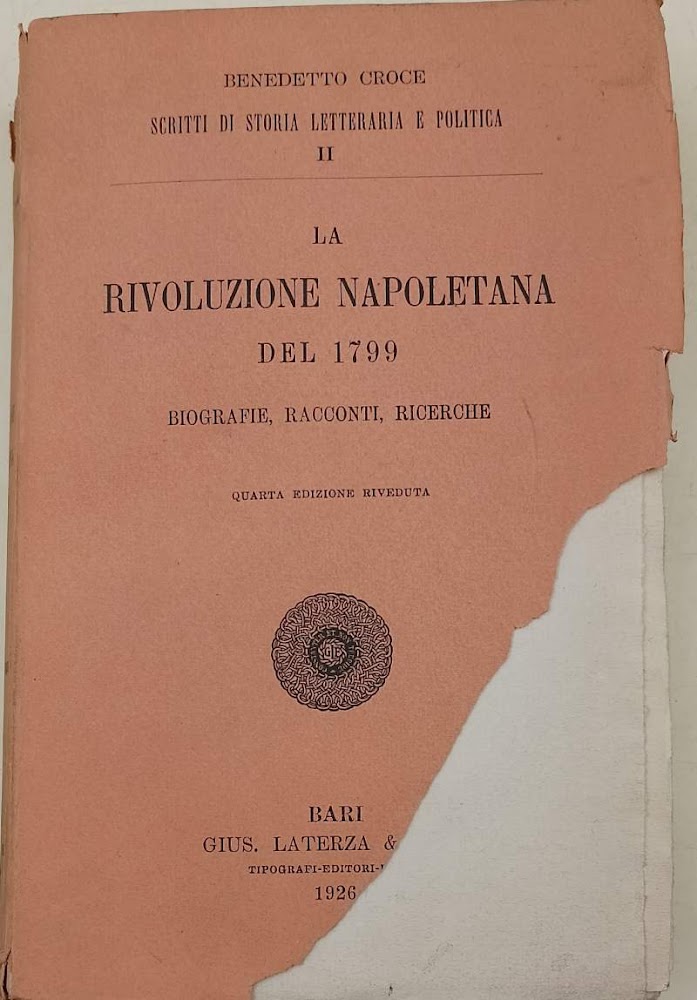 BENEDETTO CROCE
SCRITTI DI STORIA LETTERARIA E POLITICA
II
LA
RIVOLUZIONE NAPOLETANA
DEL 1799
BIOGRAFIE, RACCONTI, RICERCHE
QUARTA EDIZIONE RIVEDUTA
BARI
GIUS. LATERZA &
TIPOGRAFI-EDITORI-
1926